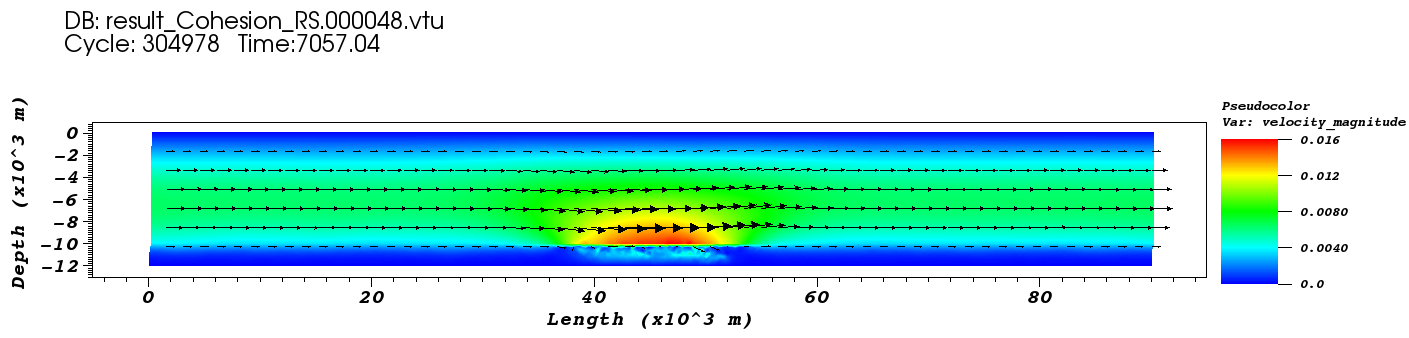 DB: result_Cohesion_RS.000048.vtu
Cycle: 304978 Time:7057.04
Pseudocolor
Var: velocity_magnitude
0.016
0.012
0.0080
0.0040
0.0
Depth (x10^3 m)
0
-2
-4
-6
-8
-10
-12
0 20 40 60 80
Length (x10^3 m)